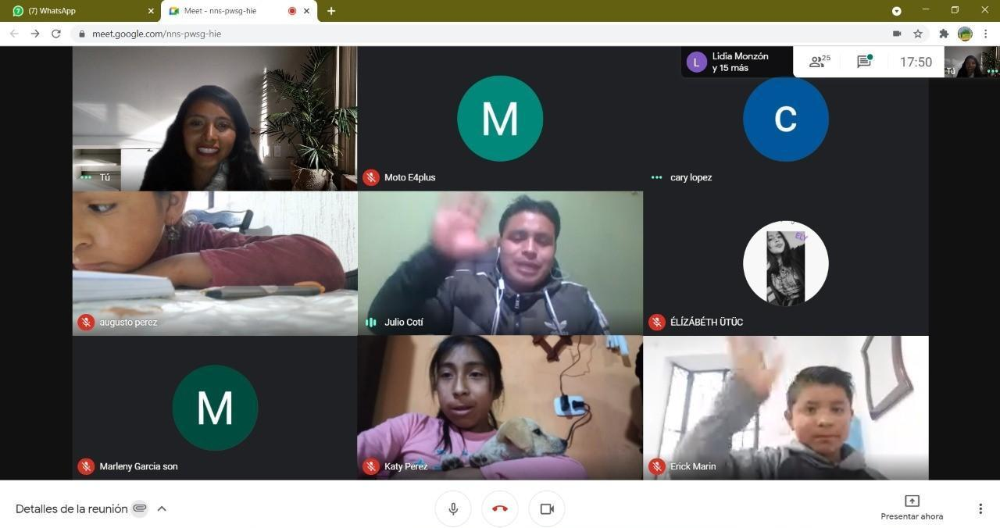 (7) WhatsApp
Meet - nns-pwsg-hie
meet.google.com/nns-pwsg-hie
L
Lidia Monzón
y 15 más
25
17:50
Tú
Tú
M
Moto E4plus
C
cary lopez
augusto perez
Julio Cotí
ELY
ÉLÍZÁBÉTH ÜTÜC
M
Marleny Garcia son
Katy Perez
Erick Marin
Detalles de la reunión
Presentar ahora